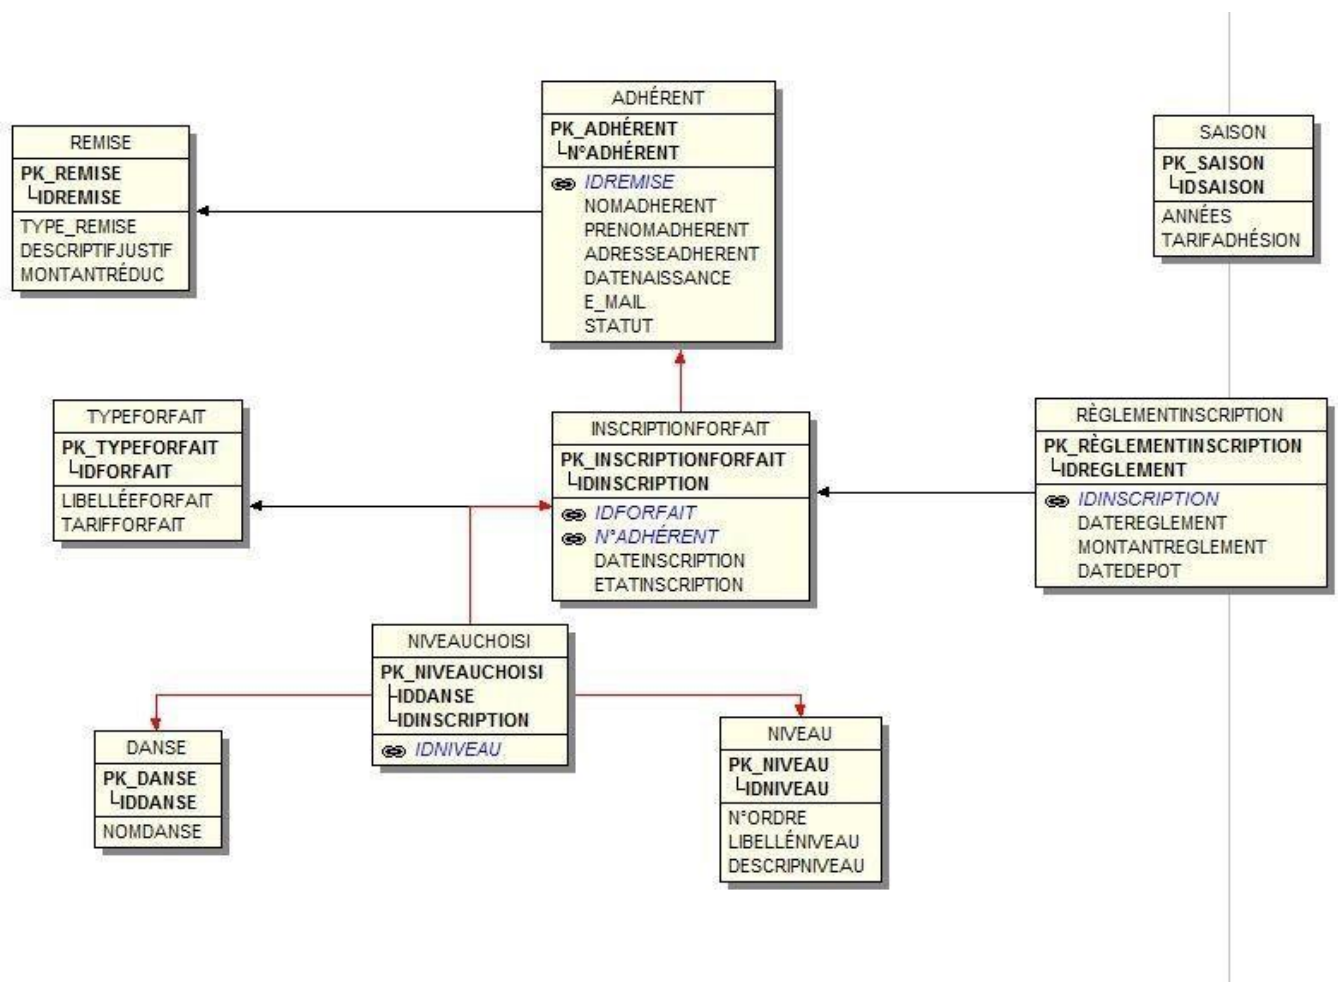 REMISE
PK_REMISE
IDREMISE
TYPE_REMISE
DESCRIPTIFJUSTIF
MONTANTRÉDUC
ADHÉRENT
PK_ADHÉRENT
N°ADHÉRENT
IDREMISE
NOMADHERENT
PRENOMADHERENT
ADRESSEADHERENT
DATENAISSANCE
E_MAIL
STATUT
SAISON
PK_SAISON
IDSAISON
ANNÉES
TARIFADHÉSION
TYPEFORFAIT
PK_TYPEFORFAIT
IDFORFAIT
LIBELLÉEFORFAIT
TARIFFORFAIT
INSCRIPTIONFORFAIT
PK_INSCRIPTIONFORFAIT
IDINSCRIPTION
IDFORFAIT
N°ADHÉRENT
DATEINSCRIPTION
ETATINSCRIPTION
RÈGLEMENTINSCRIPTION
PK_RÈGLEMENTINSCRIPTION
IDREGLEMENT
IDINSCRIPTION
DATEREGLEMENT
MONTANTREGLEMENT
DATEDEPOT
NIVEAUCHOISI
PK_NIVEAUCHOISI
IDDANSE
IDINSCRIPTION
IDNIVEAU
DANSE
PK_DANSE
IDDANSE
NOMDANSE
NIVEAU
PK_NIVEAU
IDNIVEAU
N°ORDRE
LIBELLÉNIVEAU
DESCRIPNIVEAU